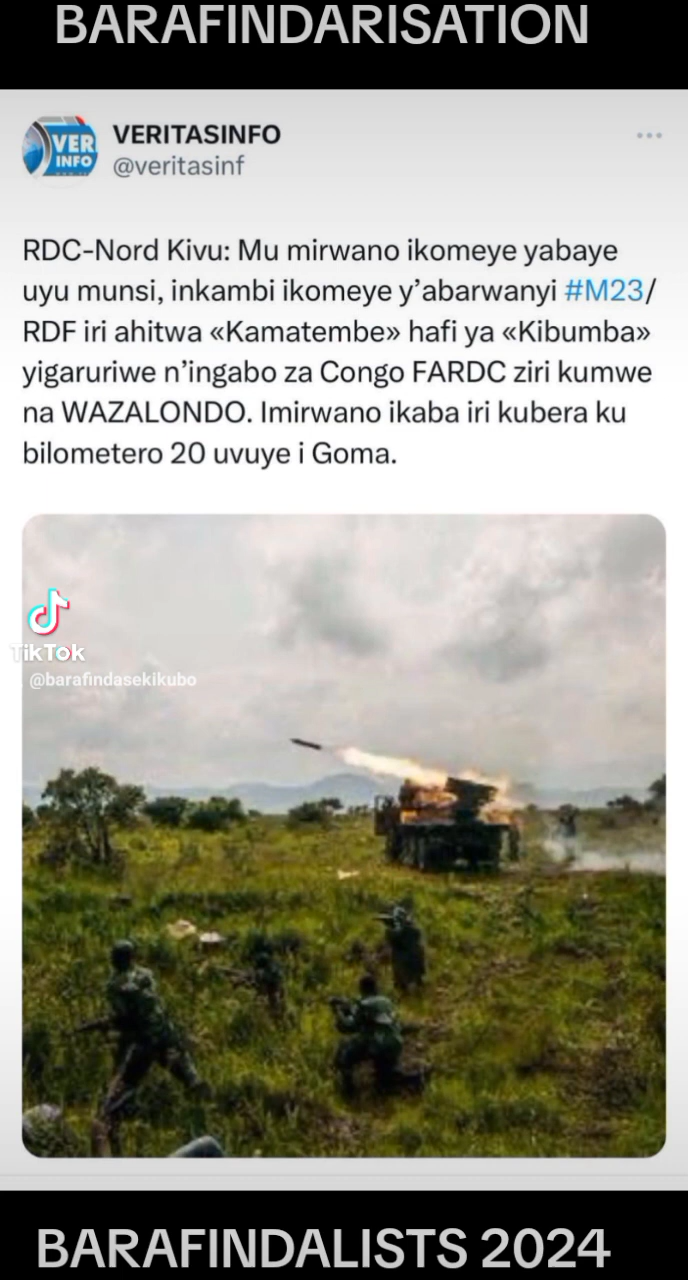 BARAFINDARISATION
VER
INFO
VERITASINFO
@veritasinf
RDC-Nord Kivu: Mu mirwano ikomeye yabaye
uyu munsi, inkambi ikomeye y’abarwanyi #M23/
RDF iri ahitwa «Kamatembe» hafi ya «Kibumba»
yigaruriwe n’ingabo za Congo FARDC ziri kumwe
na WAZALONDO. Imirwano ikaba iri kubera ku
bilometero 20 uvuye i Goma.
TikTok
@barafindasekikubo
BARAFINDALISTS 2024